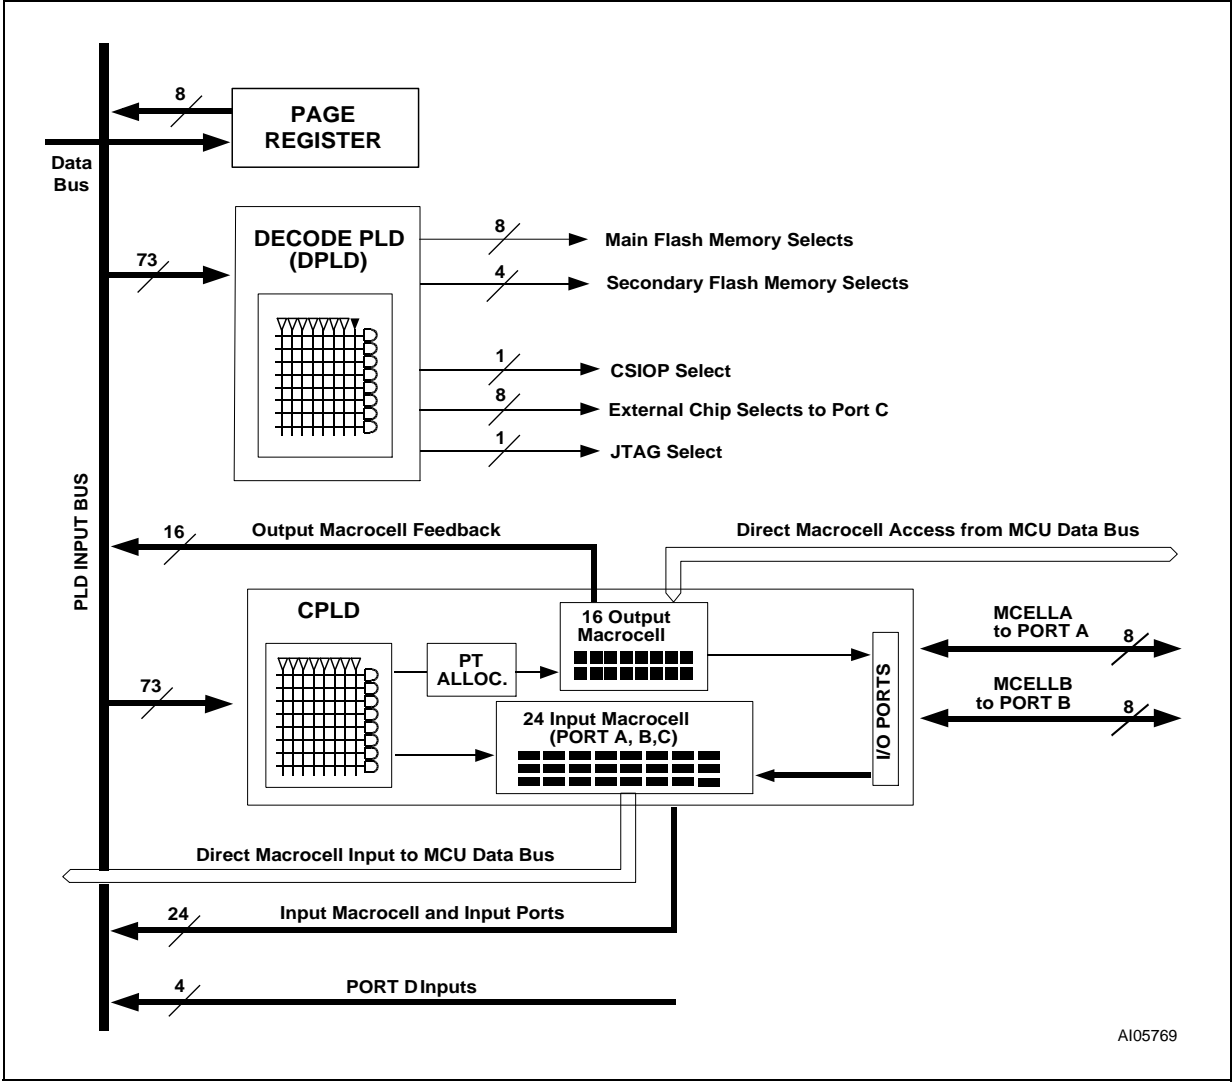 8
PAGE
REGISTER
Data
Bus
DECODE PLD
(DPLD)
73
8
Main Flash Memory Selects
4
Secondary Flash Memory Selects
1
CSIOP Select
8
External Chip Selects to Port C
1
JTAG Select
PLD INPUT BUS
16
Output Macrocell Feedback
Direct Macrocell Access from MCU Data Bus
CPLD
16 Output
Macrocell
PT
ALLOC.
73
24 Input Macrocell
(PORT A, B,C)
I/O PORTS
MCELLA
to PORT A
8
MCELLB
to PORT B
8
Direct Macrocell Input to MCU Data Bus
24
Input Macrocell and Input Ports
4
PORT D Inputs
AI05769